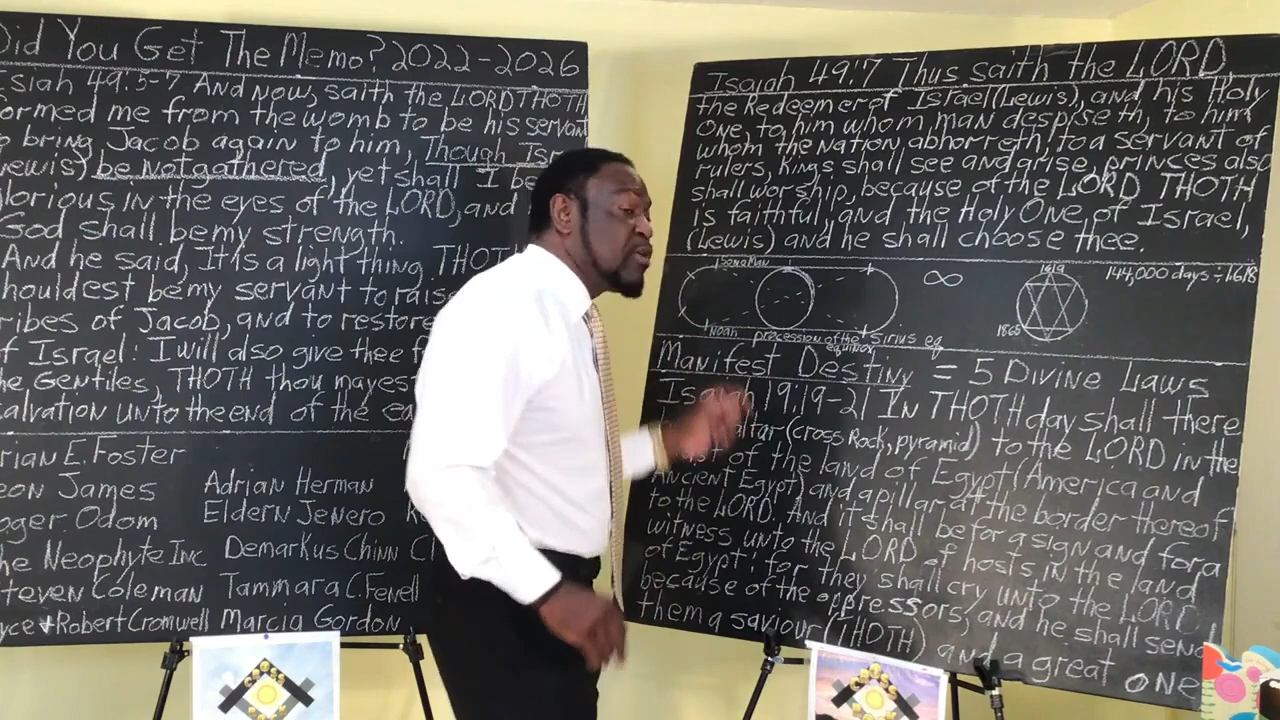 Did You Get The Memo? 2022-2026
Isiah 49:5-7 And now, saith the LORD THOTH
formed me from the womb to be his servant
to bring Jacob again to him, Though Isr
(Lewis) be not gathered, yet shall I be
glorious in the eyes of the LORD, and
God shall be my strength.
And he said, It is a light thing THOT
shouldest be my servant to raise
tribes of Jacob, and to restore
of Israel: I will also give thee f
the Gentiles, THOTH thou mayest
salvation unto the end of the ea
rian E. Foster
eon James Adrian Herman
oger Odom Eldern Jenero
he Neophyte Inc Demarkus Chinn
teven Coleman Tammara C. Fenell
yce + Robert Cromwell Marcia Gordon
Isaiah 49:7 Thus saith the LORD
the Redeemer of Israel (Lewis), and his Holy
One, to him whom man despiseth, to him
whom the Nation abhorreth, to a servant of
rulers, Kings shall see and arise, princes also
shall worship, because of the LORD THOTH
is faithful, and the Holy One of Israel,
(Lewis) and he shall choose thee.
Son of Man ∞ 1619 144,000 days ÷ 1.618
Noah precession of the Sirius eq 1865
equinox
Manifest Destiny = 5 Divine Laws
Isaiah 19:19-21 In THOTH day shall there
altar (cross Rock, pyramid) to the LORD in the
of the land of Egypt (America and
Ancient Egypt) and a pillar at the border thereof
to the LORD. And it shall be for a sign and for a
witness unto the LORD of hosts in the land
of Egypt: for they shall cry unto the LORD
because of the oppressors, and he shall send
them a saviour (THOTH) and a great one